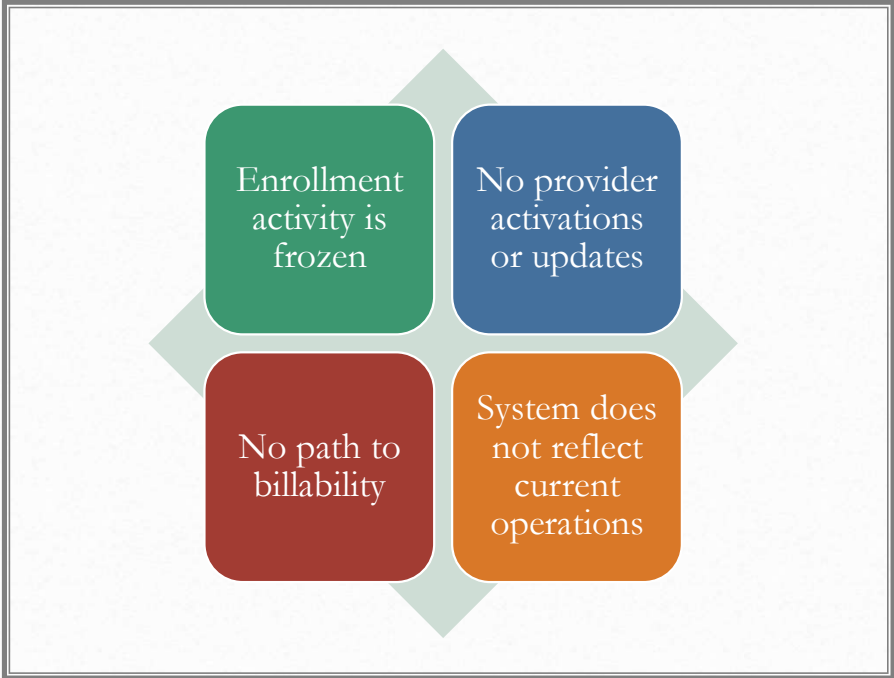 Enrollment
activity is
frozen
No provider
activations
or updates
No path to
billability
System does
not reflect
current
operations